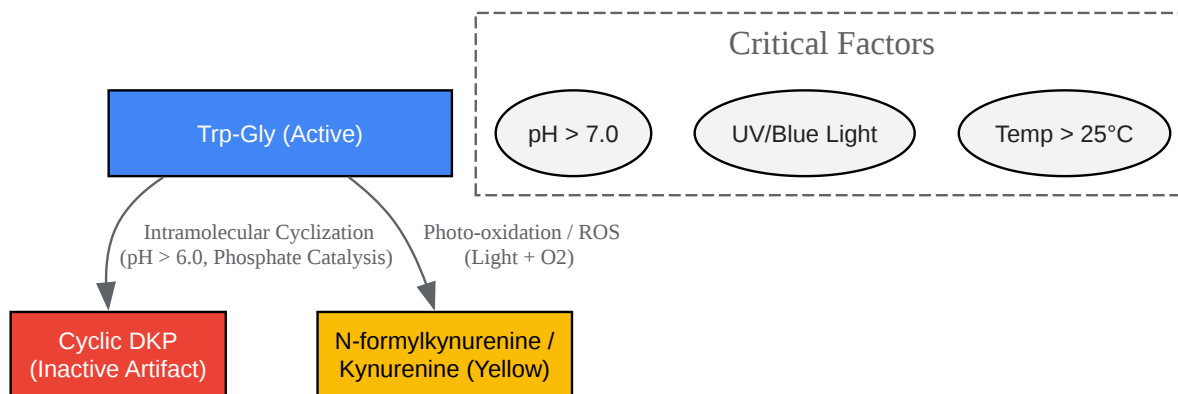 Critical Factors
Trp-Gly (Active)
pH > 7.0
UV/Blue Light
Temp > 25°C
Intramolecular Cyclization
(pH > 6.0, Phosphate Catalysis)
Photo-oxidation / ROS
(Light + O2)
Cyclic DKP
(Inactive Artifact)
N-formylkynurenine /
Kynurenine (Yellow)